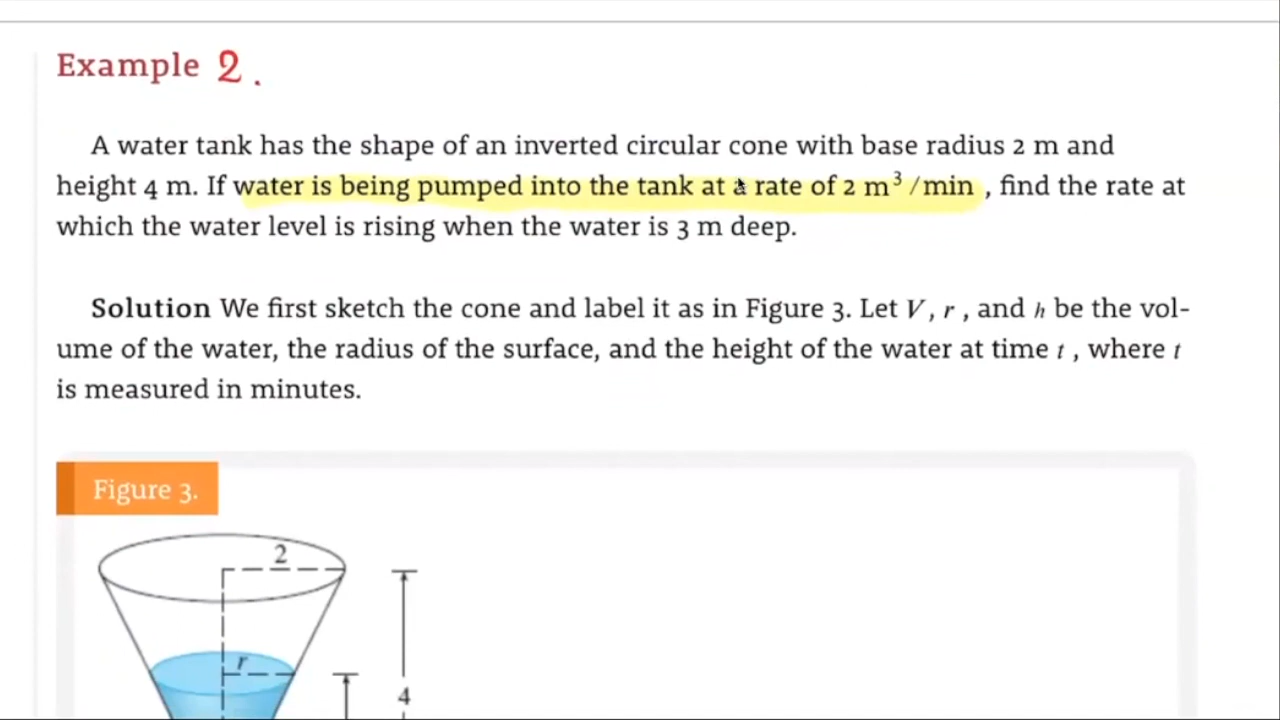 Example 2.
A water tank has the shape of an inverted circular cone with base radius 2 m and
height 4 m. If water is being pumped into the tank at a rate of 2 m³/min , find the rate at
which the water level is rising when the water is 3 m deep.
Solution We first sketch the cone and label it as in Figure 3. Let V, r, and h be the vol-
ume of the water, the radius of the surface, and the height of the water at time t, where t
is measured in minutes.
Figure 3.
2
r
4